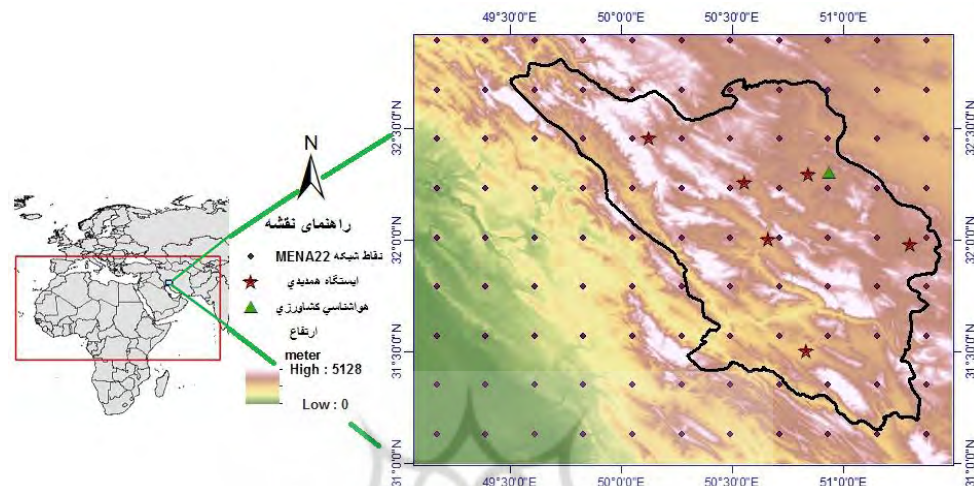 49°30'0"E 50°0'0"E 50°30'0"E 51°0'0"E
32°30'0"N
32°0'0"N
31°30'0"N
31°0'0"N
N
راهنمای نقشه
نقاط شبکه MENA22
ایستگاه همدیدي
هواشناسي کشاورزي
ارتفاع
meter
High : 5128
Low : 0
32°30'0"N
32°0'0"N
31°30'0"N
31°0'0"N
49°30'0"E 50°0'0"E 50°30'0"E 51°0'0"E